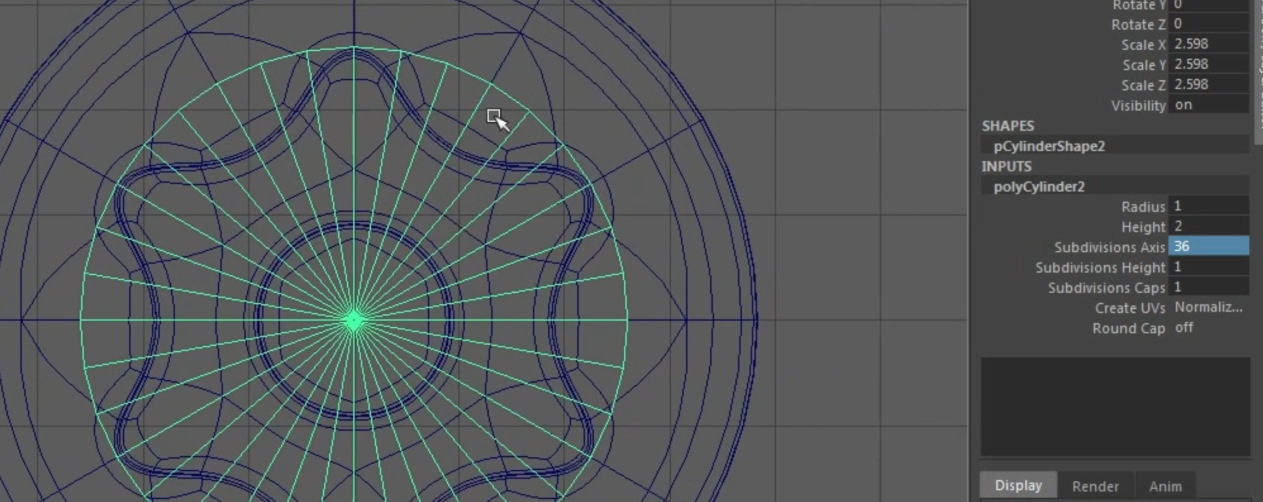 Rotate Y 0
Rotate Z 0
Scale X 2.598
Scale Y 2.598
Scale Z 2.598
Visibility on
SHAPES
pCylinderShape2
INPUTS
polyCylinder2
Radius 1
Height 2
Subdivisions Axis 36
Subdivisions Height 1
Subdivisions Caps 1
Create UVs Normaliz...
Round Cap off
Display Render Anim